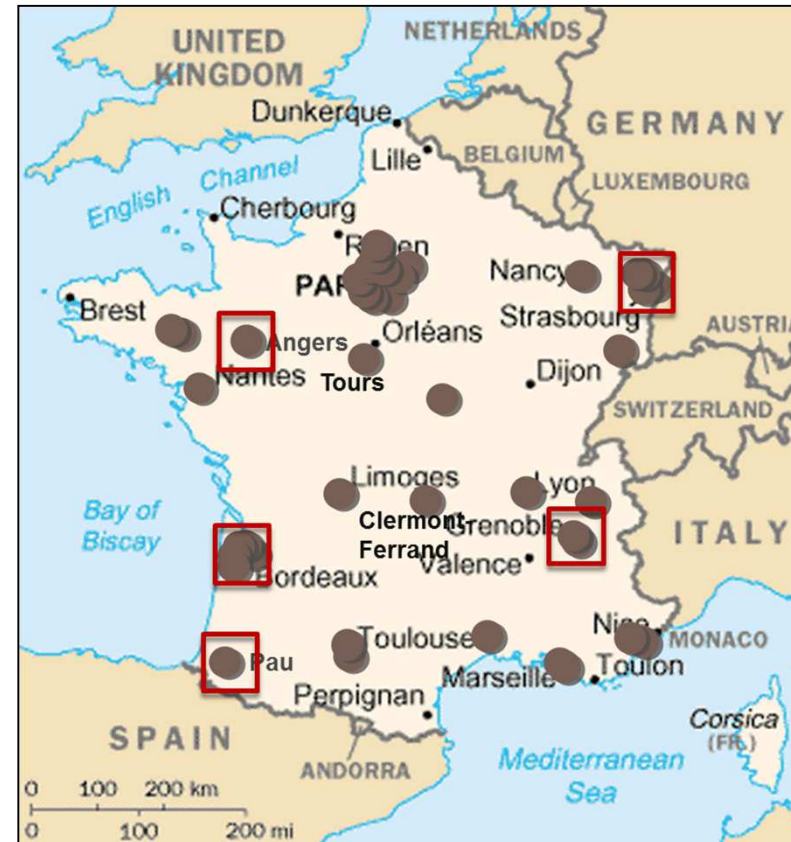 UNITED
KINGDOM
NETHERLANDS
Dunkerque
GERMANY
Lille
BELGIUM
English Channel
LUXEMBOURG
Cherbourg
Nancy
Brest
Strasbourg
Orléans
Angers
Tours
Dijon
Nantes
SWITZERLAND
Limoges
Lyon
Bay of
Biscay
Clermont-
Ferrand
Grenoble
ITALY
Valence
Bordeaux
Toulouse
MONACO
Pau
Marseille
Toulon
Perpignan
Corsica
(FR.)
SPAIN
ANDORRA
Mediterranean
Sea
0 100 200 km
0 100 200 mi